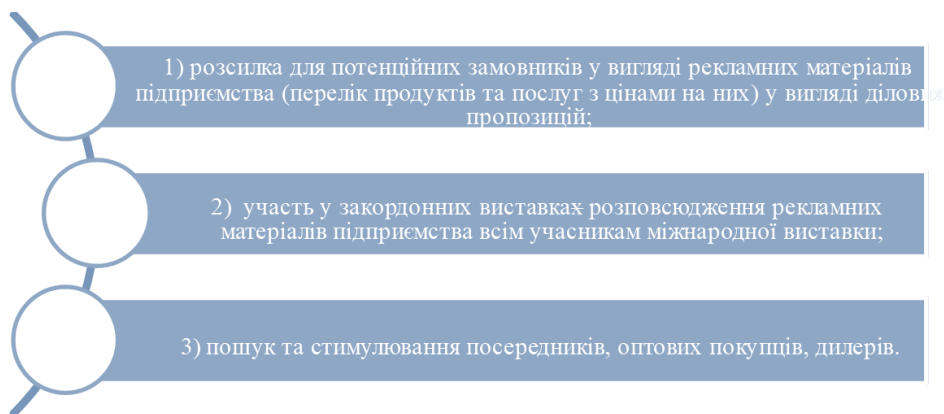 1) розсилка для потенційних замовників у вигляді рекламних матеріалів
підприємства (перелік продуктів та послуг з цінами на них) у вигляді ділових
пропозицій;
2) участь у закордонних виставках- розповсюдження рекламних
матеріалів підприємства всім учасникам міжнародної виставки;
3) пошук та стимулювання посередників, оптових покупців, дилерів.